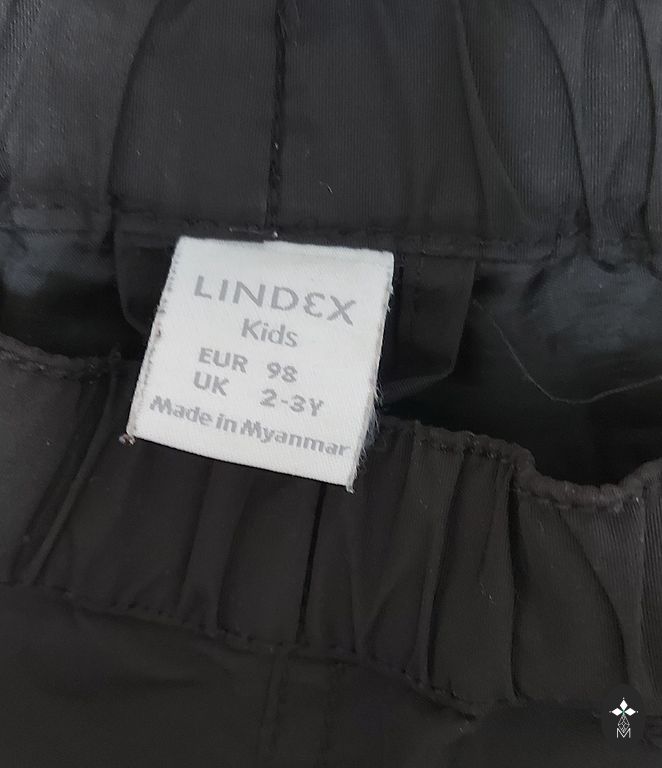 LINDEX
Kids
EUR 98
UK 2-3Y
Made in Myanmar
M